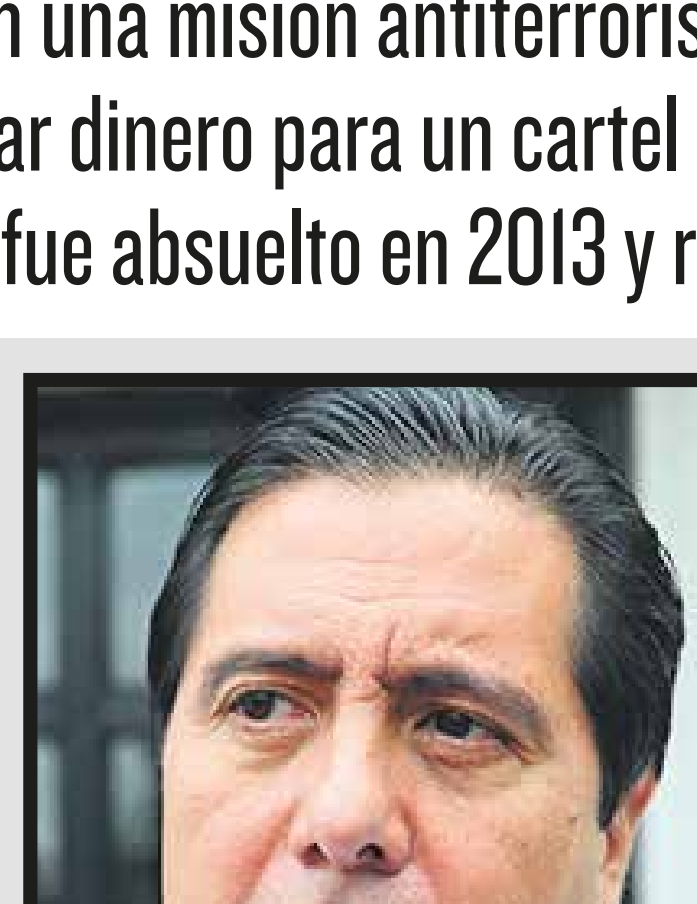 una misión antiterroris
ar dinero para un cartel
fue absuelto en 2013 y r